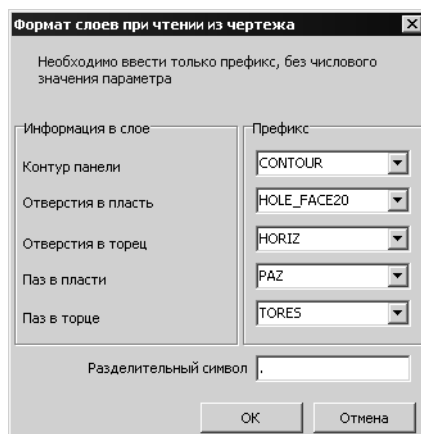 Формат слоев при чтении из чертежа
Необходимо ввести только префикс, без числового
значения параметра
Информация в слое
Префикс
Контур панели
CONTOUR
Отверстия в пласть
HOLE_FACE20
Отверстия в торец
HORIZ
Паз в пласти
PAZ
Паз в торце
TORES
Разделительный символ .
OK
Отмена